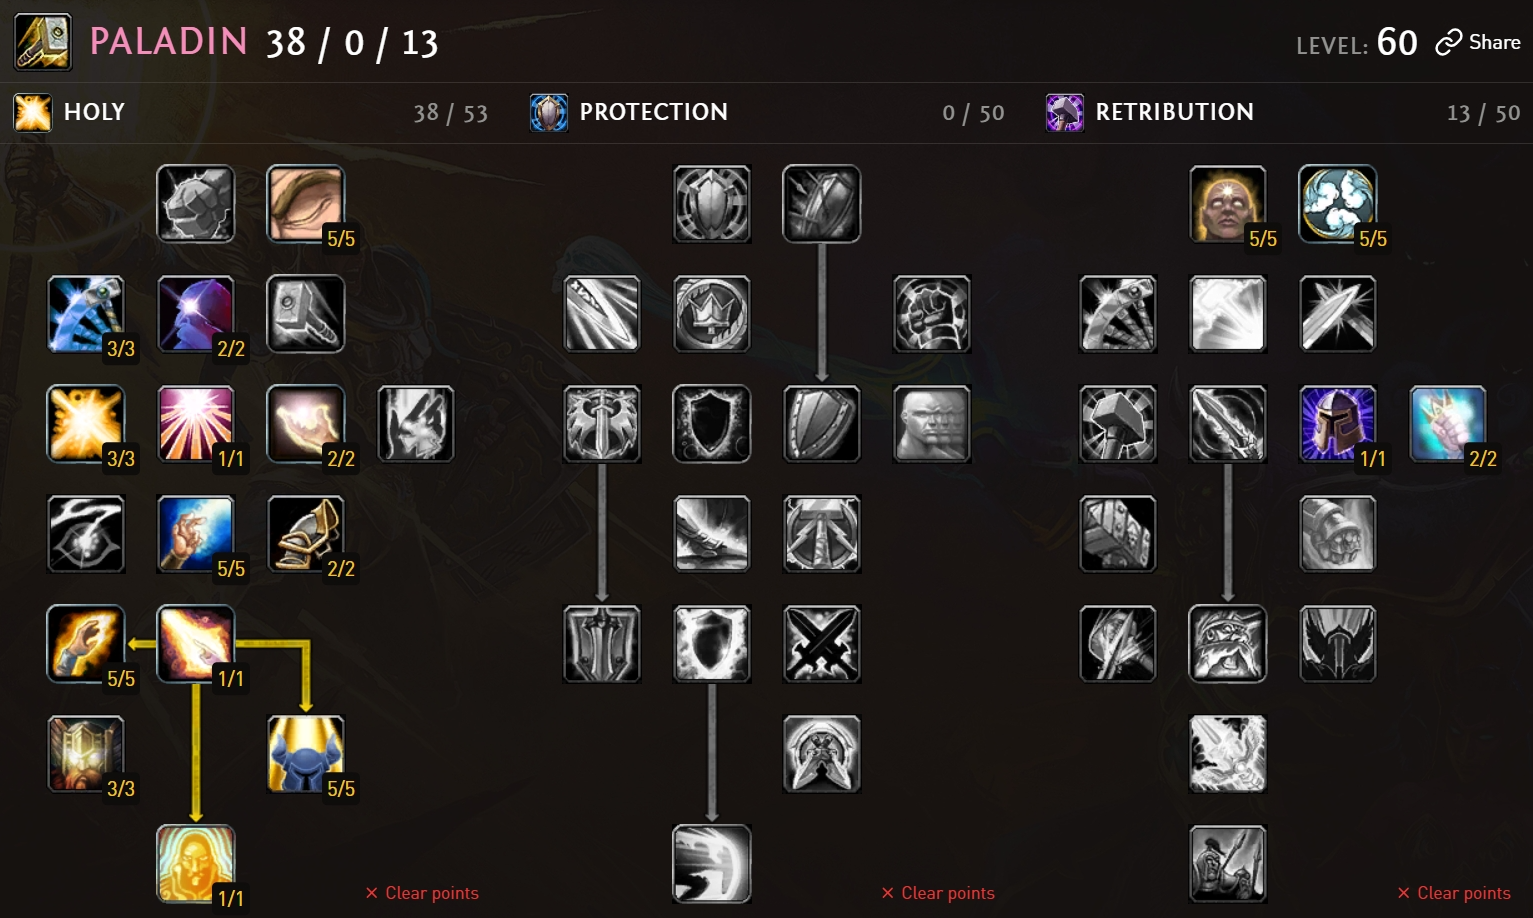 PALADIN 38 / 0 / 13 LEVEL: 60 Share
HOLY 38 / 53 PROTECTION 0 / 50 RETRIBUTION 13 / 50
5/5 5/5 5/5
3/3 2/2
3/3 1/1 2/2 1/1 2/2
5/5 2/2
5/5 1/1
3/3 5/5
1/1
× Clear points × Clear points × Clear points